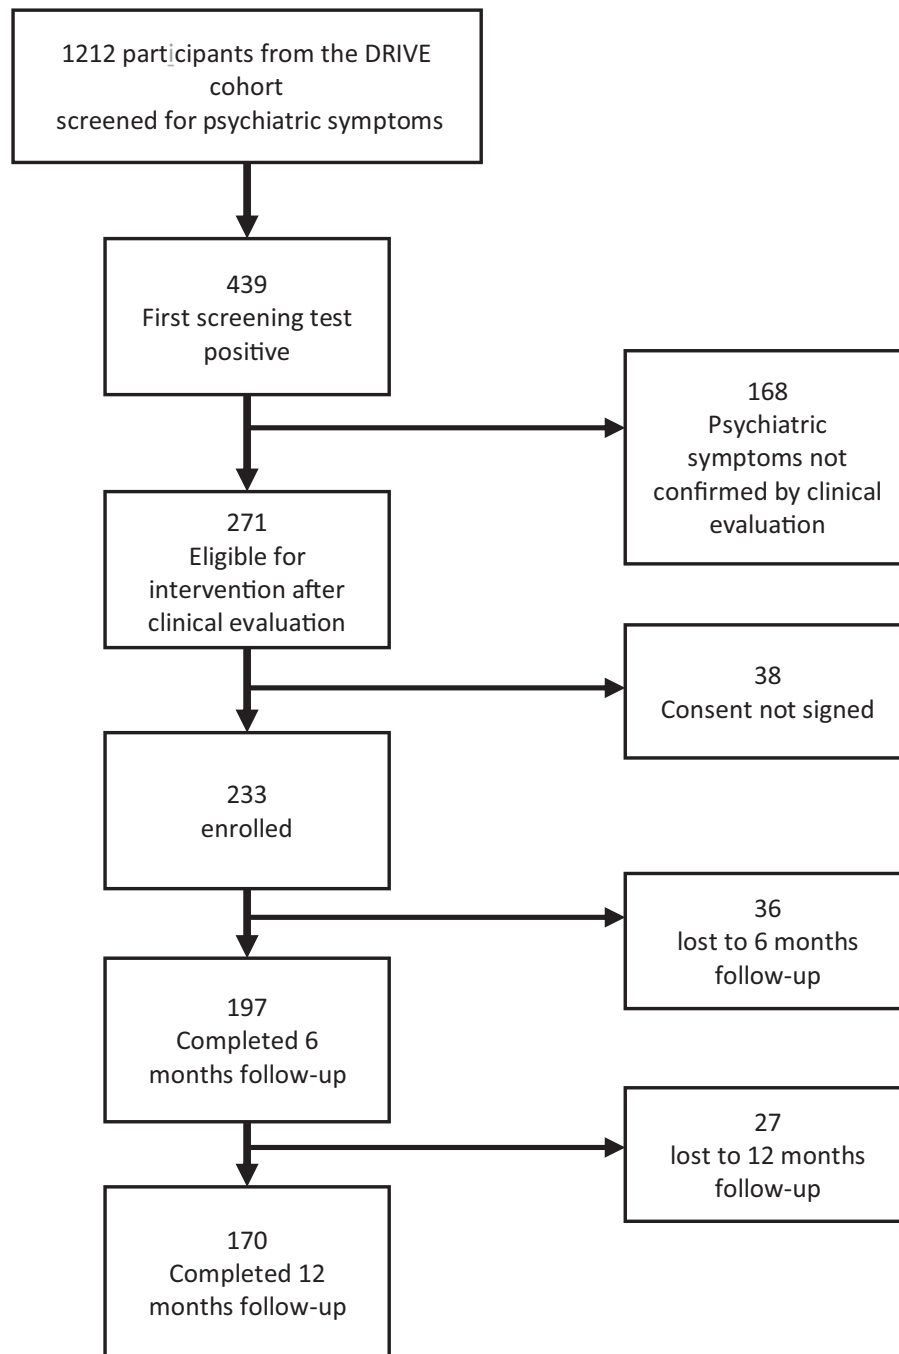 1212 participants from the DRIVE
cohort
screened for psychiatric symptoms
439
First screening test
positive
168
Psychiatric
symptoms not
confirmed by clinical
evaluation
271
Eligible for
intervention after
clinical evaluation
38
Consent not signed
233
enrolled
36
lost to 6 months
follow-up
197
Completed 6
months follow-up
27
lost to 12 months
follow-up
170
Completed 12
months follow-up